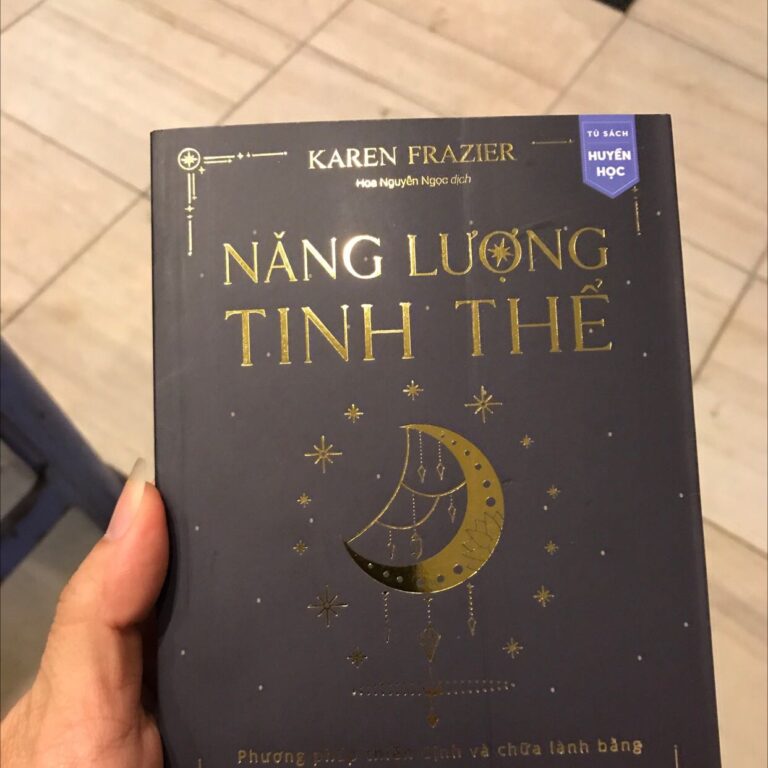 KAREN FRAZIER
Hoa Nguyễn Ngọc dịch
TỦ SÁCH
HUYỀN
HỌC
NĂNG LƯỢNG
TINH THỂ
Phương pháp thiền định và chữa lành bằng